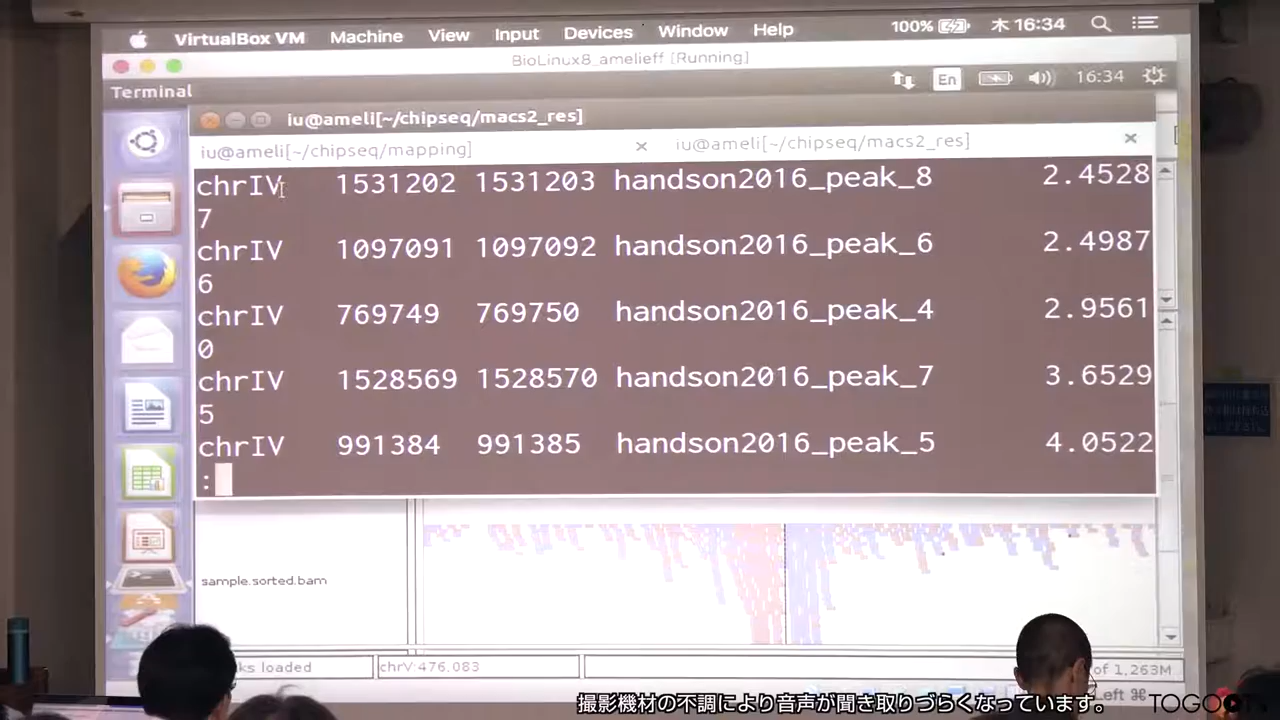 VirtualBox VM Machine View Input Devices Window Help 100% 木 16:34
BioLinux8_amelieff [Running]
Terminal En 16:34
iu@ameli[~/chipseq/macs2_res]
iu@ameli[~/chipseq/mapping] × iu@ameli[~/chipseq/macs2_res] ×
chrIV 1531202 1531203 handson2016_peak_8 2.4528
7
chrIV 1097091 1097092 handson2016_peak_6 2.4987
6
chrIV 769749 769750 handson2016_peak_4 2.9561
0
chrIV 1528569 1528570 handson2016_peak_7 3.6529
5
chrIV 991384 991385 handson2016_peak_5 4.0522
:
sample.sorted.bam
loaded chrV:476,083 of 1,263M
Left ⌘
撮影機材の不調により音声が聞き取りづらくなっています。